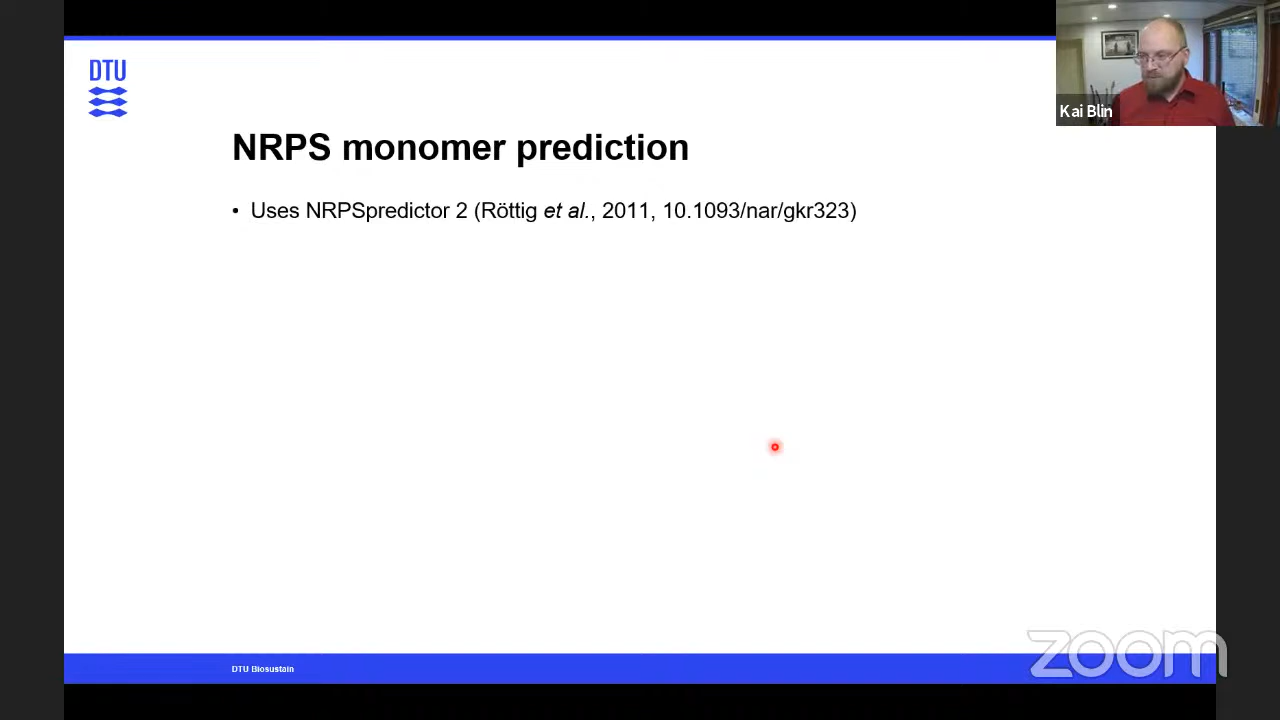 DTU
Kai Blin
NRPS monomer prediction
• Uses NRPSpredictor 2 (Röttig et al., 2011, 10.1093/nar/gkr323)
DTU Biosustain
zoom